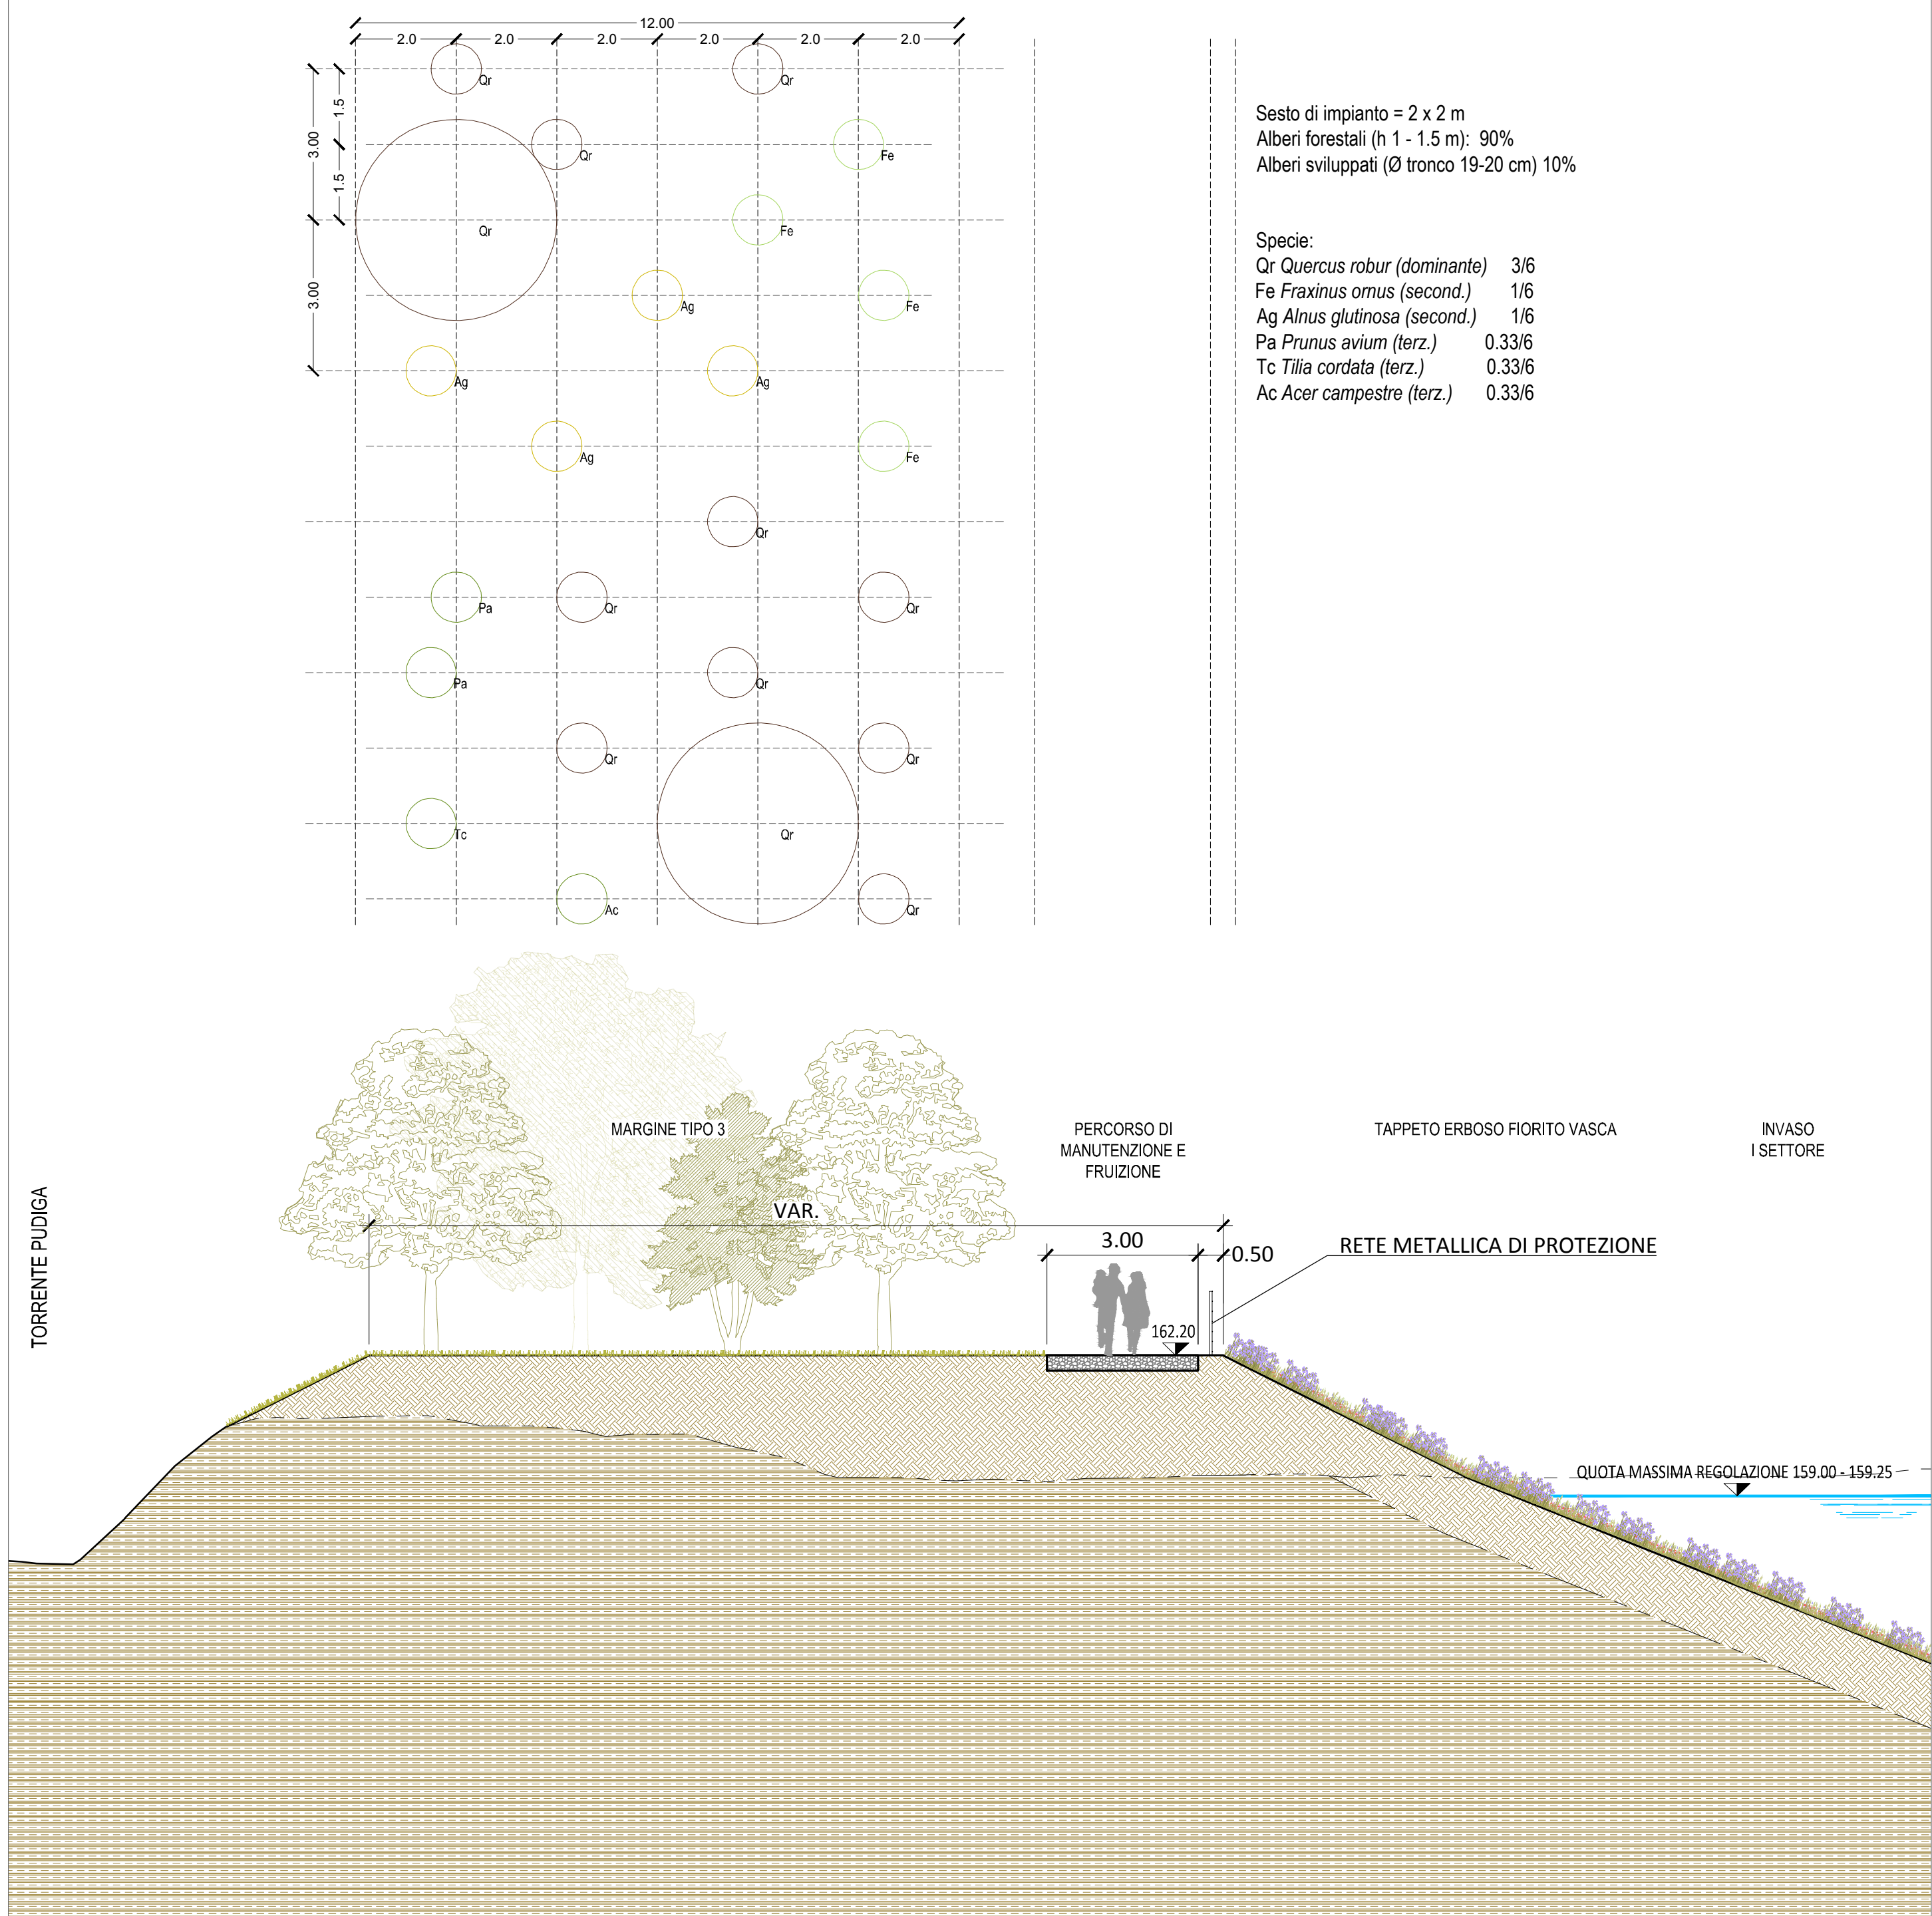 12.00
2.0 2.0 2.0 2.0 2.0 2.0
Qr Qr
1.5
3.00
Qr Fe
1.5
Qr Fe
3.00
Ag Fe
Ag Ag
Ag Fe
Qr
Pa Qr Qr
Pa Qr
Qr Qr
Tc Qr
Ac Qr
Sesto di impianto = 2 x 2 m
Alberi forestali (h 1 - 1.5 m): 90%
Alberi sviluppati (Ø tronco 19-20 cm) 10%
Specie:
Qr Quercus robur (dominante) 3/6
Fe Fraxinus ornus (second.) 1/6
Ag Alnus glutinosa (second.) 1/6
Pa Prunus avium (terz.) 0.33/6
Tc Tilia cordata (terz.) 0.33/6
Ac Acer campestre (terz.) 0.33/6
TORRENTE PUDIGA
MARGINE TIPO 3
PERCORSO DI
MANUTENZIONE E
FRUIZIONE
TAPPETO ERBOSO FIORITO VASCA
INVASO
I SETTORE
VAR.
3.00
0.50
RETE METALLICA DI PROTEZIONE
162.20
QUOTA MASSIMA REGOLAZIONE 159.00 - 159.25